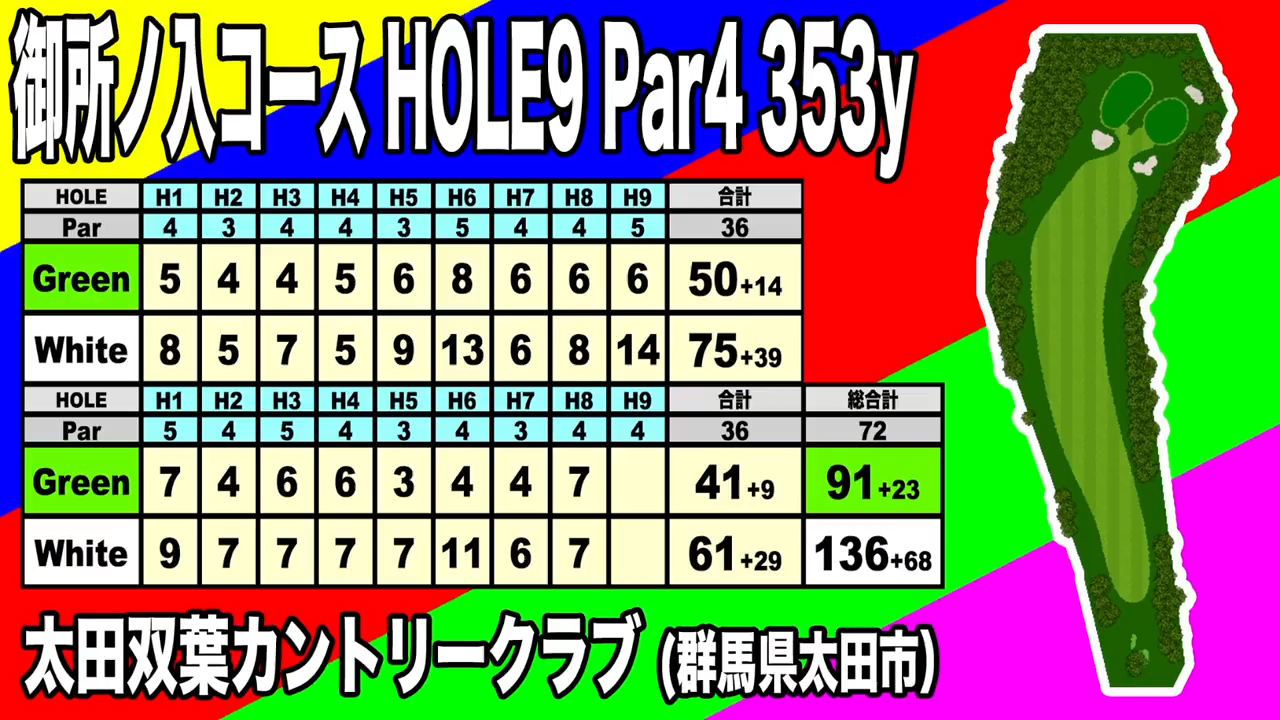 御所ノ入コース HOLE9 Par4 353y
HOLE H1 H2 H3 H4 H5 H6 H7 H8 H9 合計
Par 4 3 4 4 3 5 4 4 5 36
Green 5 4 4 5 6 8 6 6 6 50+14
White 8 5 7 5 9 13 6 8 14 75+39
HOLE H1 H2 H3 H4 H5 H6 H7 H8 H9 合計 総合計
Par 5 4 5 4 3 4 3 4 4 36 72
Green 7 4 6 6 3 4 4 7 41+9 91+23
White 9 7 7 7 7 11 6 7 61+29 136+68
太田双葉カントリークラブ (群馬県太田市)